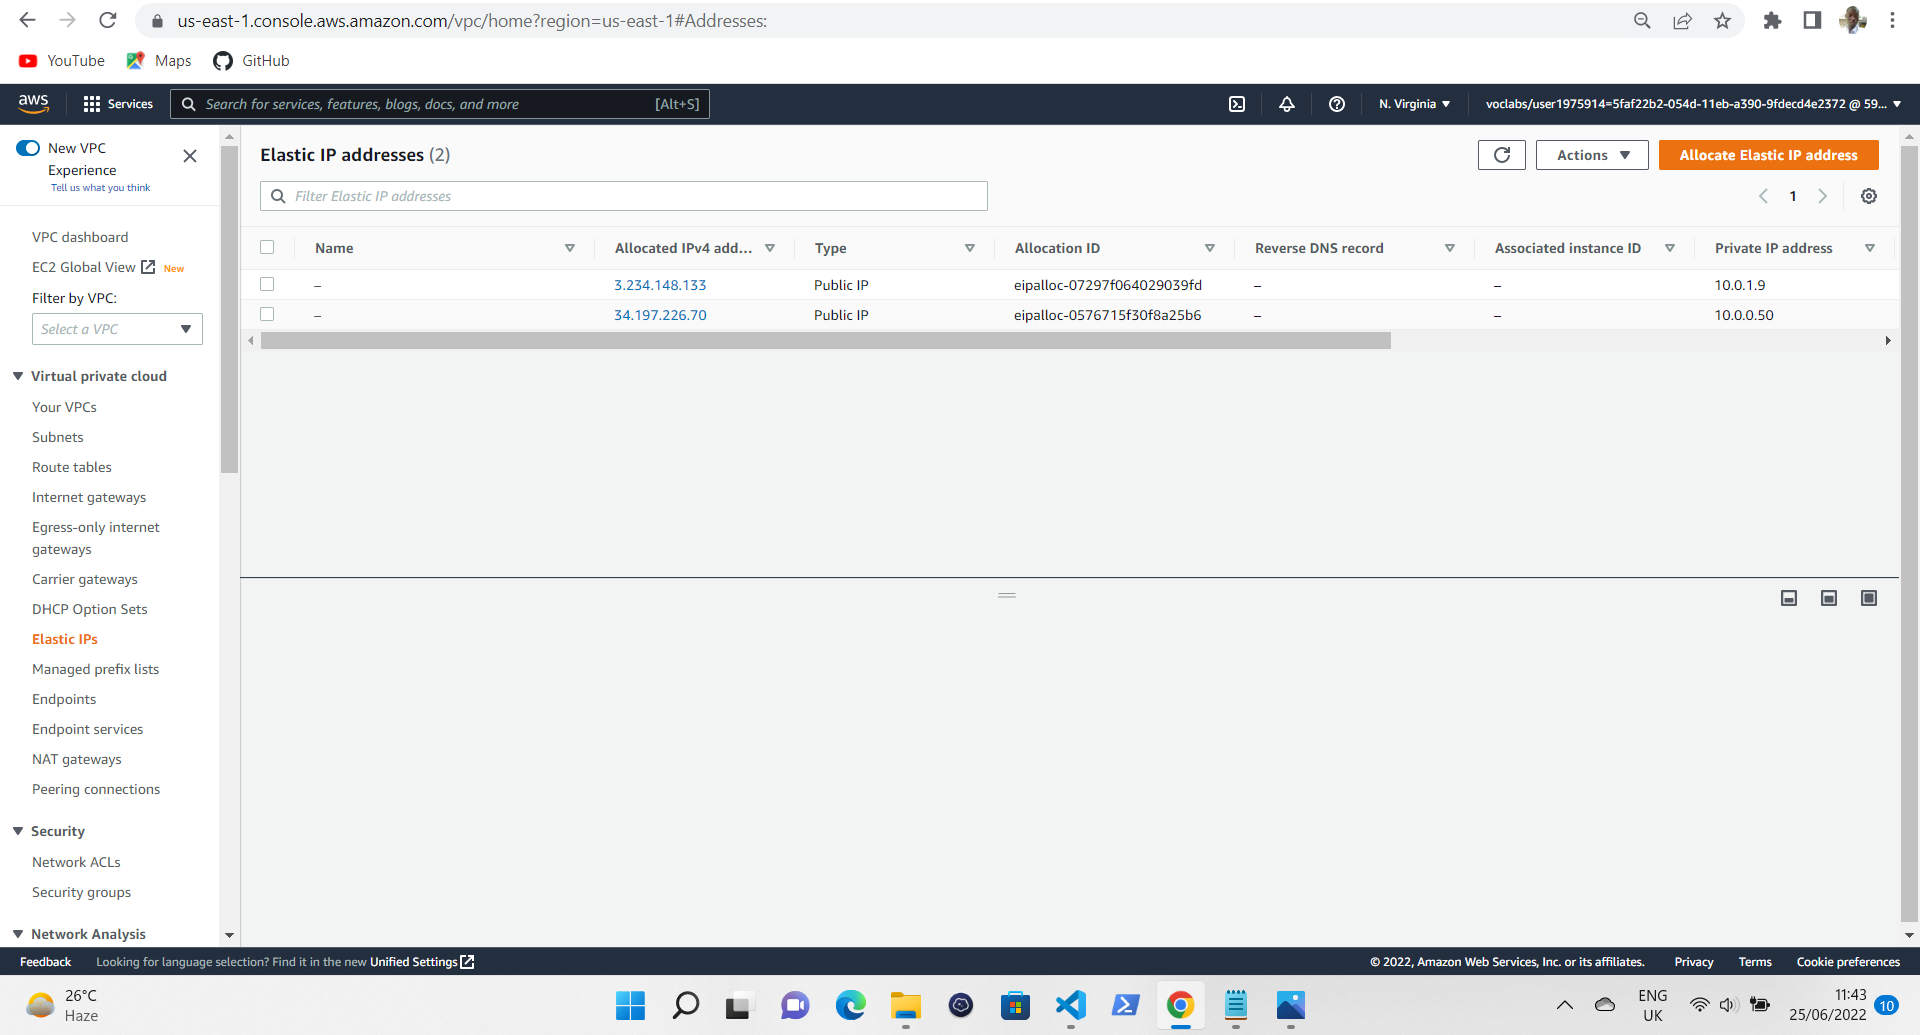 us-east-1.console.aws.amazon.com/vpc/home?region=us-east-1#Addresses:
YouTube Maps GitHub
aws Services Search for services, features, blogs, docs, and more [Alt+S] N. Virginia voclabs/user1975914=5faf22b2-054d-11eb-a390-9fdecd4e2372 @ 59...
New VPC
Experience
Tell us what you think
VPC dashboard
EC2 Global View New
Filter by VPC:
Select a VPC
Virtual private cloud
Your VPCs
Subnets
Route tables
Internet gateways
Egress-only internet
gateways
Carrier gateways
DHCP Option Sets
Elastic IPs
Managed prefix lists
Endpoints
Endpoint services
NAT gateways
Peering connections
Security
Network ACLs
Security groups
Network Analysis
Elastic IP addresses (2)
Actions Allocate Elastic IP address
Filter Elastic IP addresses
1
Name Allocated IPv4 add... Type Allocation ID Reverse DNS record Associated instance ID Private IP address
– 3.234.148.133 Public IP eipalloc-07297f064029039fd – – 10.0.1.9
– 34.197.226.70 Public IP eipalloc-0576715f30f8a25b6 – – 10.0.0.50
Feedback Looking for language selection? Find it in the new Unified Settings © 2022, Amazon Web Services, Inc. or its affiliates. Privacy Terms Cookie preferences
26°C
Haze
ENG
UK
11:43
25/06/2022
10